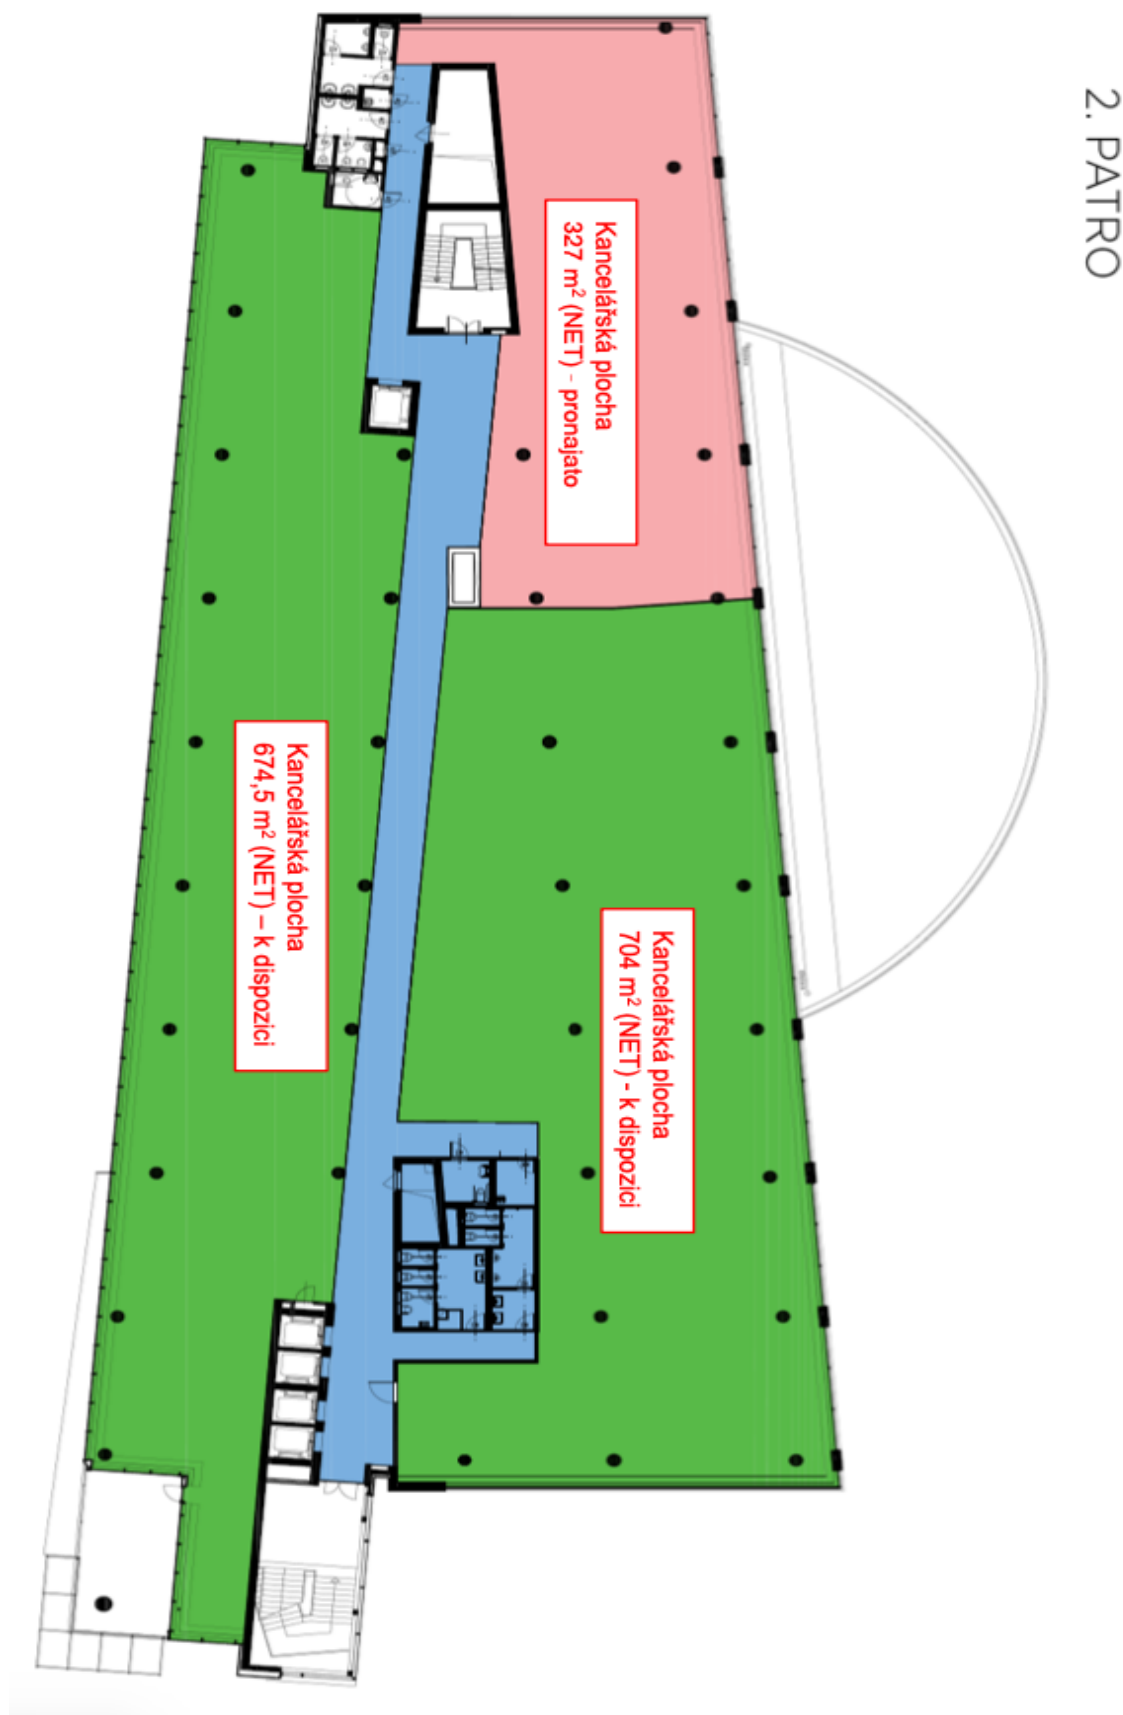 2. PATRO
Kancelářská plocha
327 m² (NET) - pronajato
Kancelářská plocha
704 m² (NET) - k dispozici
Kancelářská plocha
674,5 m² (NET) – k dispozici